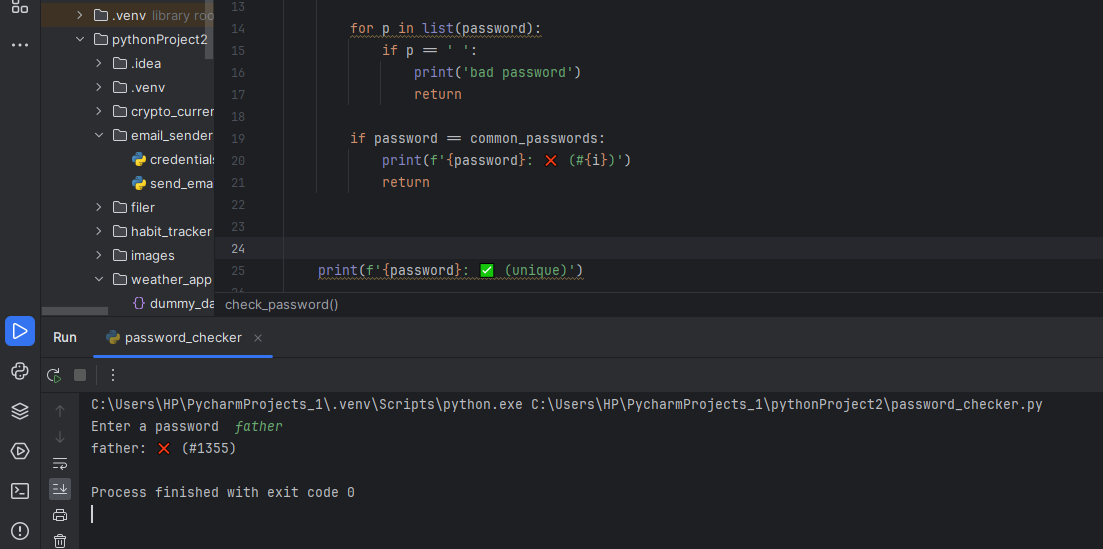 .venv library roo
pythonProject2
.idea
.venv
crypto_currer
email_sender
credentials
send_emai
filer
habit_tracker
images
weather_app
{} dummy_da
13
14 for p in list(password):
15 if p == ' ':
16 print('bad password')
17 return
18
19 if password == common_passwords:
20 print(f'{password}: ❌ (#{i})')
21 return
22
23
24
25 print(f'{password}: ✅ (unique)')
26
check_password()
Run password_checker ×
C:\Users\HP\PycharmProjects_1\.venv\Scripts\python.exe C:\Users\HP\PycharmProjects_1\pythonProject2\password_checker.py
Enter a password father
father: ❌ (#1355)
Process finished with exit code 0